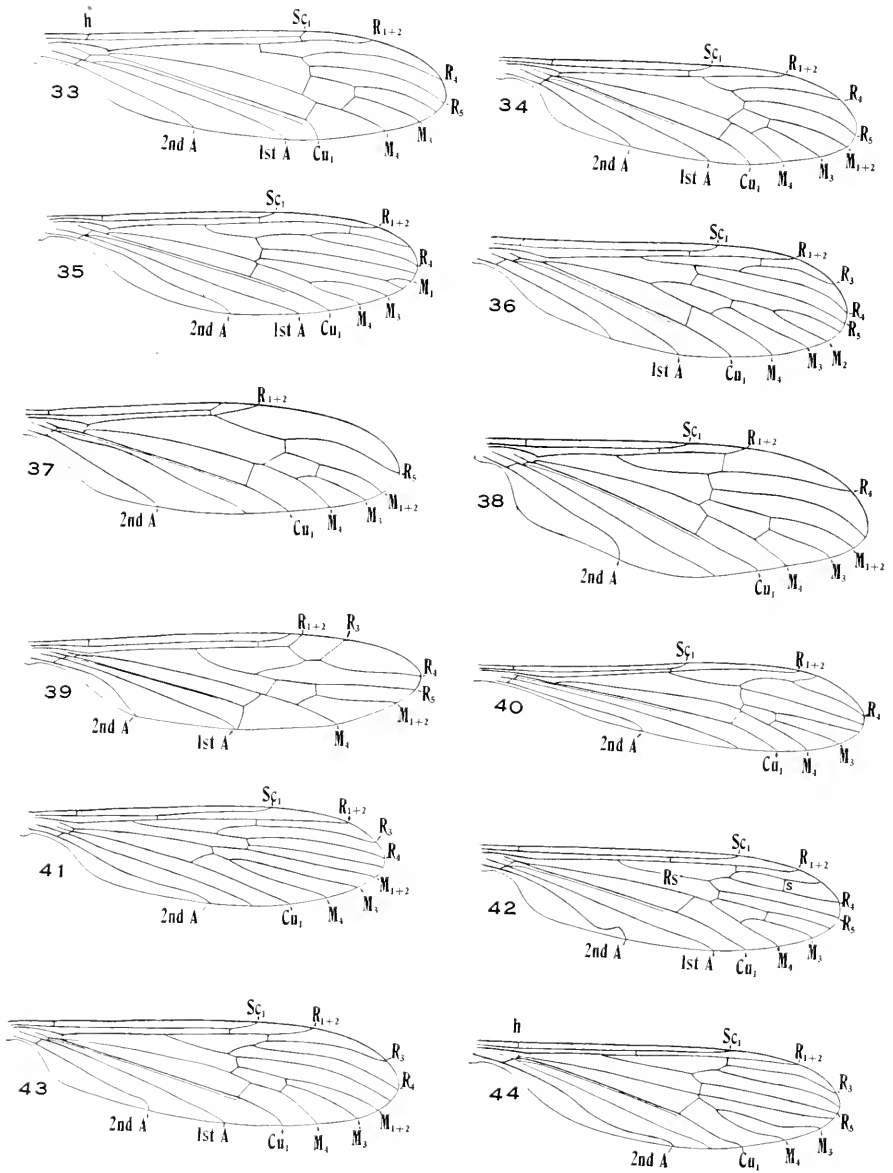 h Sc₁ R₁₊₂
R₄
R₅
33
2nd A 1st A Cu₁ M₄ M₃
Sc₁ R₁₊₂
R₄
R₅
34
2nd A 1st A Cu₁ M₄ M₃ M₁₊₂
Sc₁ R₁₊₂
R₄
M₁
35
2nd A 1st A Cu₁ M₄ M₃
Sc₁ R₁₊₂
R₃
R₄
R₅
36
1st A Cu₁ M₄ M₃ M₂
R₁₊₂
R₅
37
2nd A Cu₁ M₄ M₃ M₁₊₂
Sc₁ R₁₊₂
R₄
38
2nd A Cu₁ M₄ M₃ M₁₊₂
R₁₊₂ R₃
R₄
R₅
39
2nd A 1st A M₄ M₁₊₂
Sc₁ R₁₊₂
R₄
40
2nd A Cu₁ M₄ M₃
Sc₁ R₁₊₂
R₃
R₄
41
2nd A Cu₁ M₄ M₃ M₁₊₂
Sc₁ R₁₊₂
Rs s
R₄
R₅
42
2nd A 1st A Cu₁ M₄ M₃
Sc₁ R₁₊₂
R₃
R₄
43
2nd A 1st A Cu₁ M₄ M₃ M₁₊₂
h Sc₁ R₁₊₂
R₃
R₅
44
2nd A Cu₁ M₄ M₃